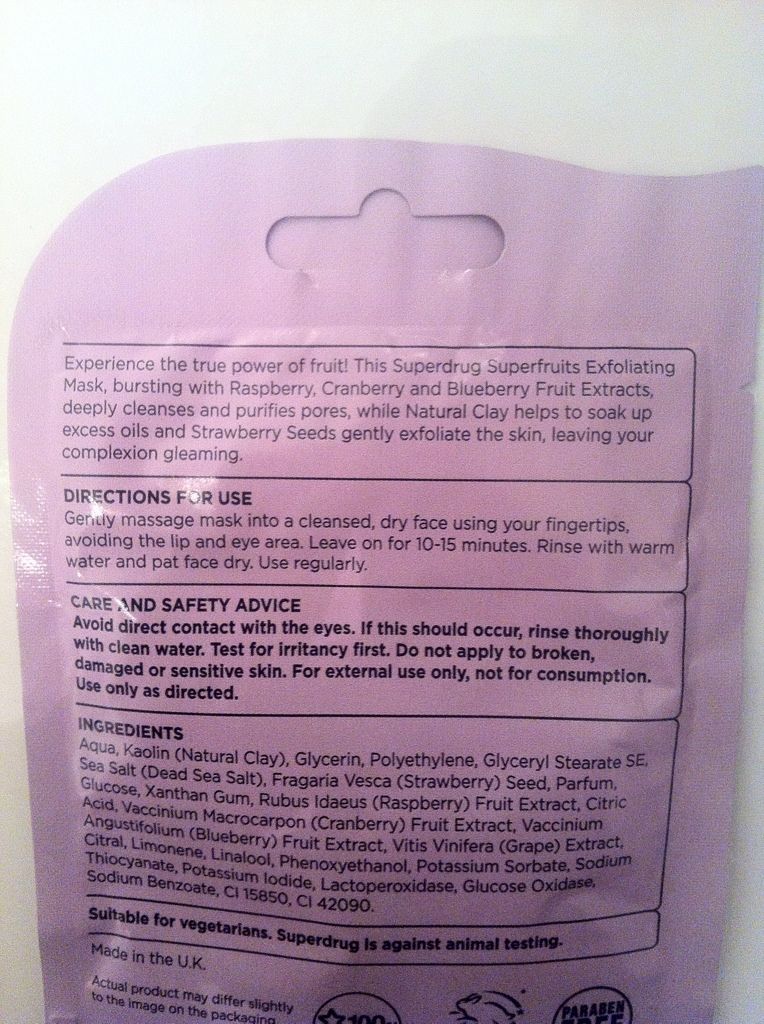 Experience the true power of fruit! This Superdrug Superfruits Exfoliating
Mask, bursting with Raspberry, Cranberry and Blueberry Fruit Extracts,
deeply cleanses and purifies pores, while Natural Clay helps to soak up
excess oils and Strawberry Seeds gently exfoliate the skin, leaving your
complexion gleaming.
DIRECTIONS FOR USE
Gently massage mask into a cleansed, dry face using your fingertips,
avoiding the lip and eye area. Leave on for 10-15 minutes. Rinse with warm
water and pat face dry. Use regularly.
CARE AND SAFETY ADVICE
Avoid direct contact with the eyes. If this should occur, rinse thoroughly
with clean water. Test for irritancy first. Do not apply to broken,
damaged or sensitive skin. For external use only, not for consumption.
Use only as directed.
INGREDIENTS
Aqua, Kaolin (Natural Clay), Glycerin, Polyethylene, Glyceryl Stearate SE,
Sea Salt (Dead Sea Salt), Fragaria Vesca (Strawberry) Seed, Parfum,
Glucose, Xanthan Gum, Rubus Idaeus (Raspberry) Fruit Extract, Citric
Acid, Vaccinium Macrocarpon (Cranberry) Fruit Extract, Vaccinium
Angustifolium (Blueberry) Fruit Extract, Vitis Vinifera (Grape) Extract,
Citral, Limonene, Linalool, Phenoxyethanol, Potassium Sorbate, Sodium
Thiocyanate, Potassium Iodide, Lactoperoxidase, Glucose Oxidase,
Sodium Benzoate, CI 15850, CI 42090.
Suitable for vegetarians. Superdrug is against animal testing.
Made in the U.K.
Actual product may differ slightly
to the image on the packaging
PARABEN
FREE